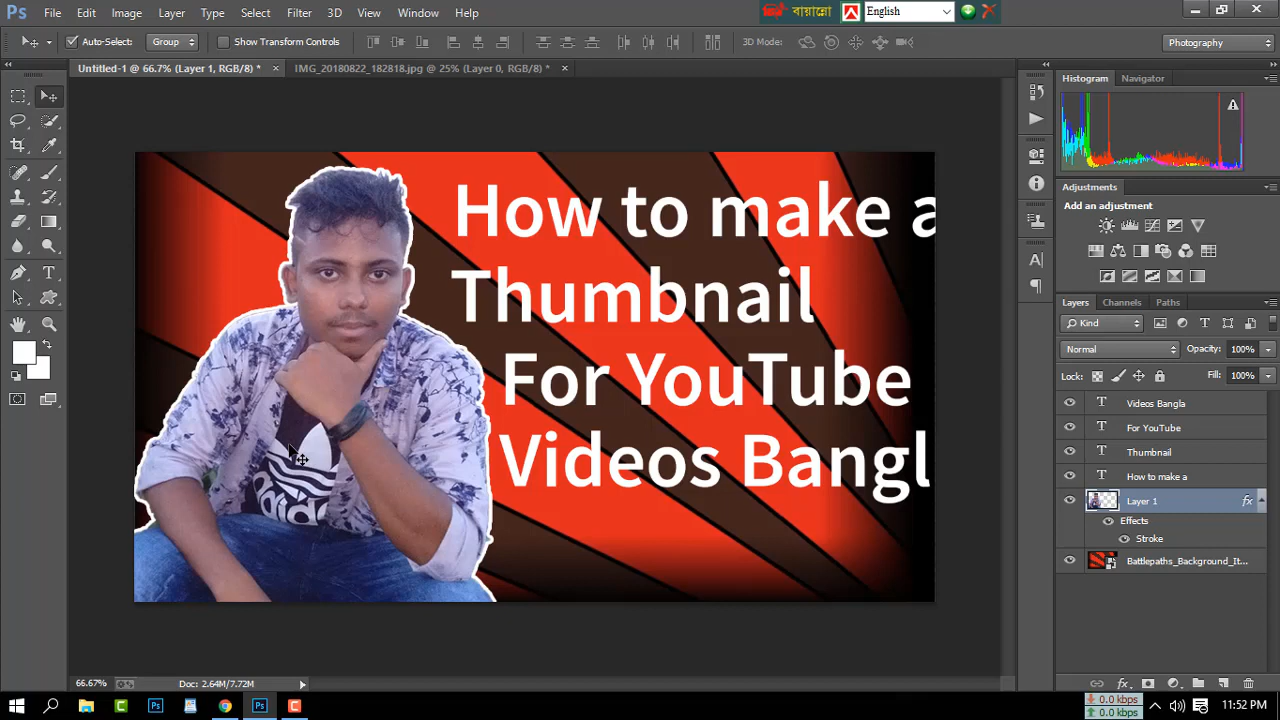 Ps File Edit Image Layer Type Select Filter 3D View Window Help
বায়ান্নো English
Auto-Select: Group Show Transform Controls 3D Mode: Photography
Untitled-1 @ 66.7% (Layer 1, RGB/8) * × IMG_20180822_182818.jpg @ 25% (Layer 0, RGB/8) * ×
Histogram Navigator
Adjustments
Add an adjustment
Layers Channels Paths
Kind
Normal Opacity: 100%
Lock: Fill: 100%
Videos Bangla
For YouTube
Thumbnail
How to make a
Layer 1 fx
Effects
Stroke
Battlepaths_Background_It...
How to make a
Thumbnail
For YouTube
Videos Bangl
adidas
66.67% Doc: 2.64M/7.72M
0.0 kbps
0.0 kbps
11:52 PM